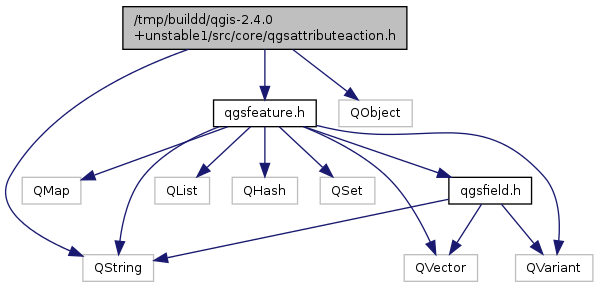 /tmp/buildd/qgis-2.4.0
+unstable1/src/core/qgsattributeaction.h
qgsfeature.h
QObject
QMap
QList
QHash
QSet
qgsfield.h
QString
QVector
QVariant